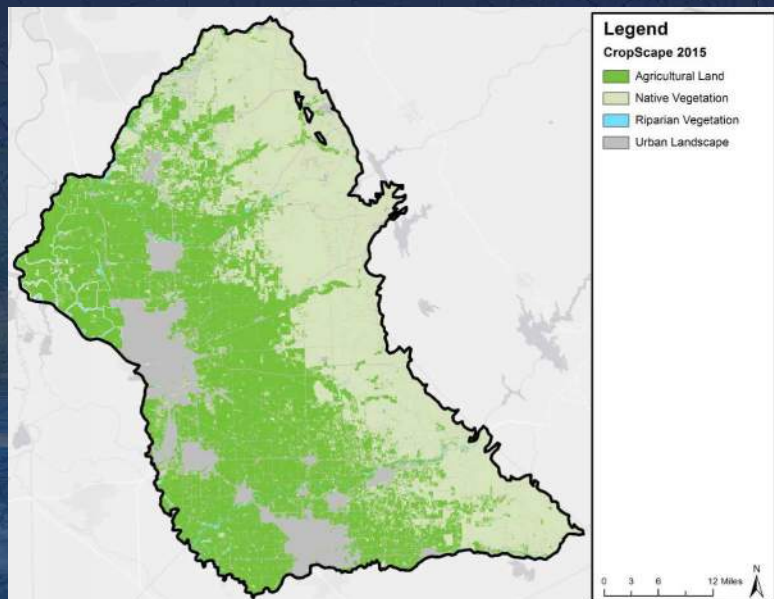 Legend
CropScape 2015
Agricultural Land
Native Vegetation
Riparian Vegetation
Urban Landscape
N
0 3 6 12 Miles